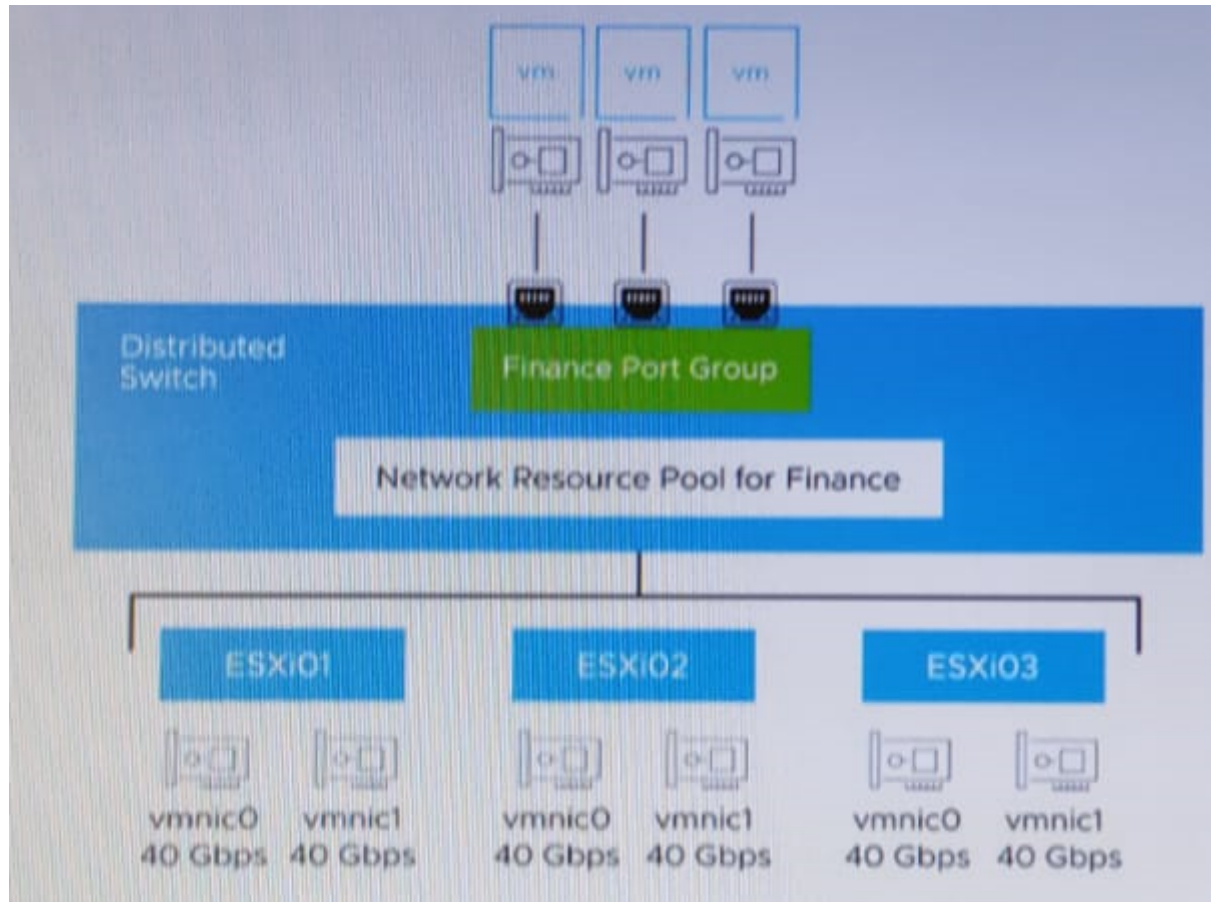 vm vm vm
Distributed
Switch
Finance Port Group
Network Resource Pool for Finance
ESXi01 ESXi02 ESXi03
vmnic0 vmnic1 vmnic0 vmnic1 vmnic0 vmnic1
40 Gbps 40 Gbps 40 Gbps 40 Gbps 40 Gbps 40 Gbps